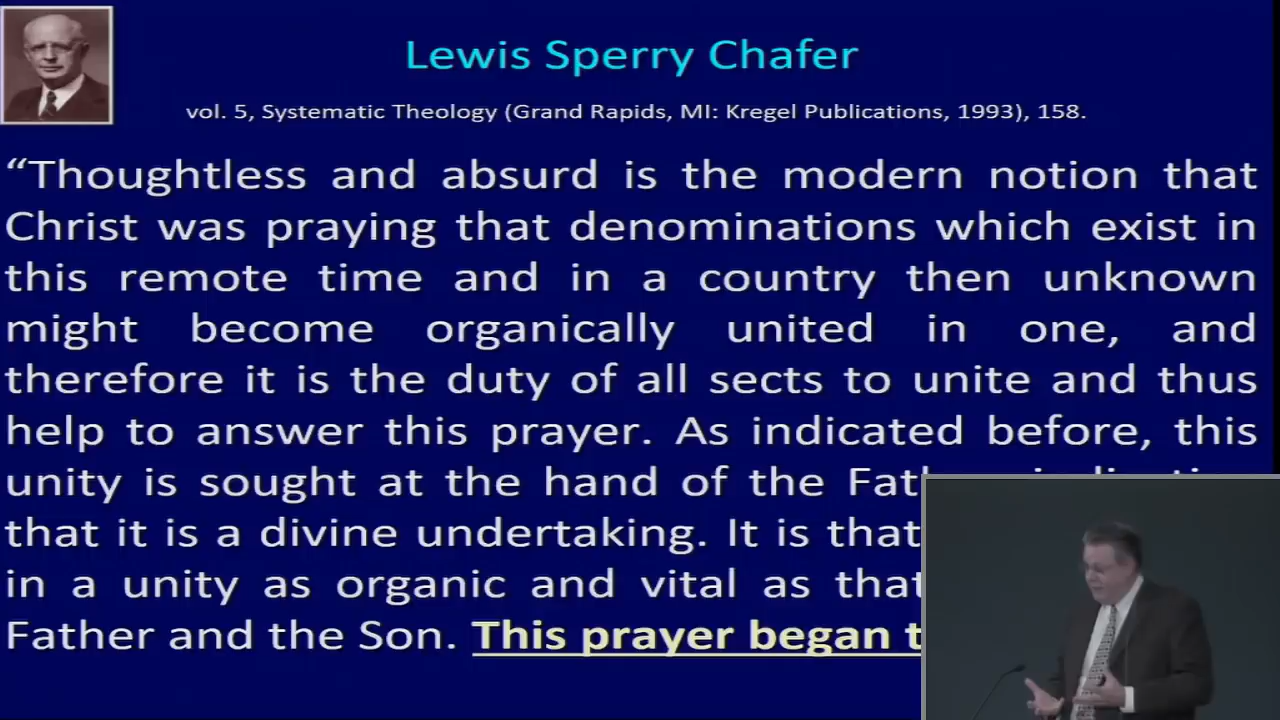 Lewis Sperry Chafer
vol. 5, Systematic Theology (Grand Rapids, MI: Kregel Publications, 1993), 158.
“Thoughtless and absurd is the modern notion that
Christ was praying that denominations which exist in
this remote time and in a country then unknown
might become organically united in one, and
therefore it is the duty of all sects to unite and thus
help to answer this prayer. As indicated before, this
unity is sought at the hand of the
that it is a divine undertaking. It is that
in a unity as organic and vital as that
Father and the Son. This prayer began